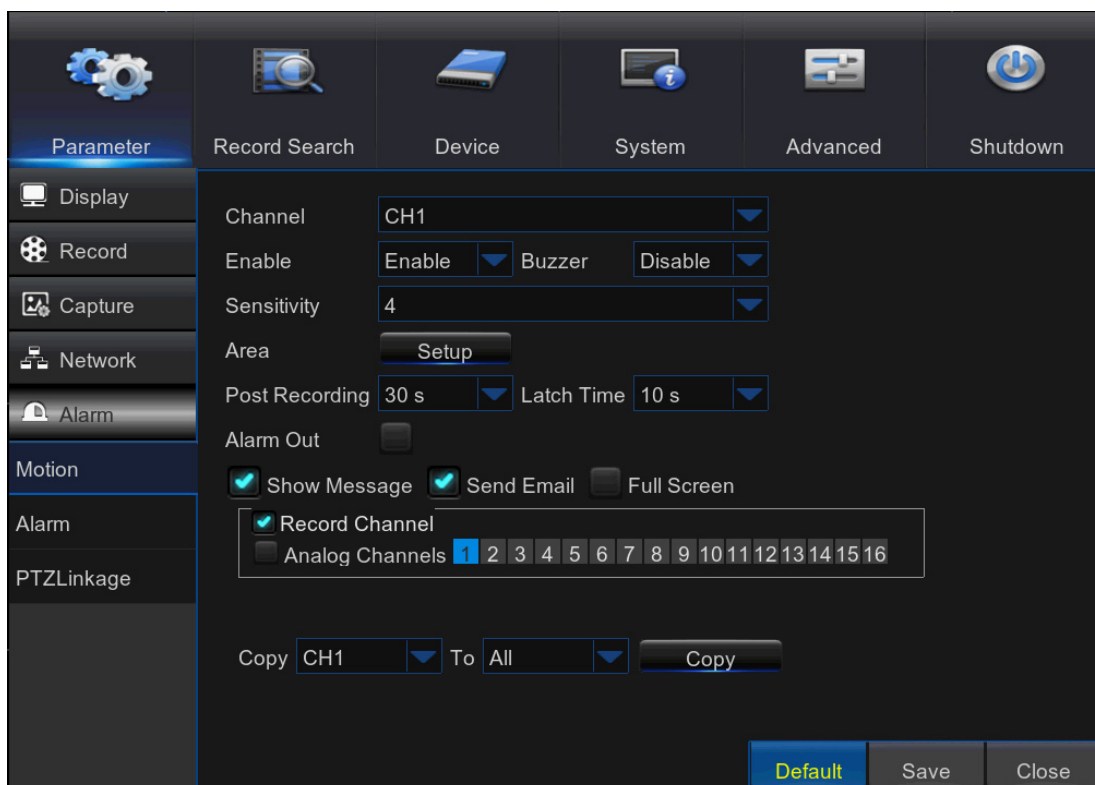 Parameter Record Search Device System Advanced Shutdown
Display
Record
Capture
Network
Alarm
Motion
Alarm
PTZLinkage
Channel CH1
Enable Enable Buzzer Disable
Sensitivity 4
Area Setup
Post Recording 30 s Latch Time 10 s
Alarm Out
Show Message Send Email Full Screen
Record Channel
Analog Channels 1 2 3 4 5 6 7 8 9 10 11 12 13 14 15 16
Copy CH1 To All Copy
Default Save Close